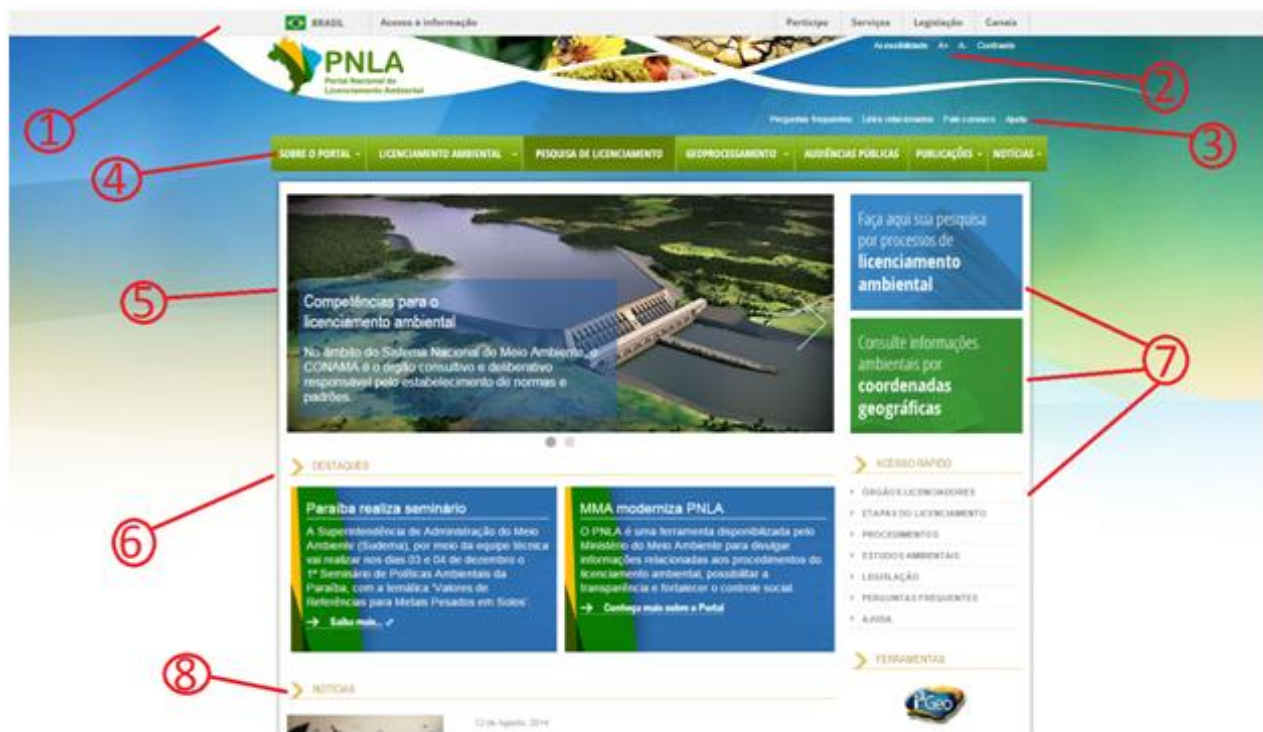 BRASIL Acesso à informação Participe Serviços Legislação Canais
PNLA
Portal Nacional do
Licenciamento Ambiental
Acessibilidade A+ A- Contraste
1
2
Perguntas frequentes Links relacionados Fale conosco Ajuda
3
4
SOBRE O PORTAL LICENCIAMENTO AMBIENTAL PESQUISA DE LICENCIAMENTO GEOPROCESSAMENTO AUDIÊNCIAS PÚBLICAS PUBLICAÇÕES NOTÍCIAS
5
Competências para o
licenciamento ambiental
No âmbito do Sistema Nacional do Meio Ambiente, o
CONAMA é o órgão consultivo e deliberativo
responsável pelo estabelecimento de normas e
padrões.
Faça aqui sua pesquisa
por processos de
licenciamento
ambiental
Consulte informações
ambientais por
coordenadas
geográficas
7
6
DESTAQUES
Paraíba realiza seminário
A Superintendência de Administração do Meio
Ambiente (Sudema), por meio da equipe técnica
vai realizar nos dias 03 e 04 de dezembro o
1º Seminário de Políticas Ambientais da
Paraíba, com a temática 'Valores de
Referências para Metais Pesados em Solos'
Saiba mais...
MMA moderniza PNLA
O PNLA é uma ferramenta disponibilizada pelo
Ministério do Meio Ambiente para divulgar
informações relacionadas aos procedimentos do
licenciamento ambiental, possibilitar a
transparência e fortalecer o controle social.
Conheça mais sobre o Portal
ACESSO RÁPIDO
ÓRGÃOS LICENCIADORES
ETAPAS DO LICENCIAMENTO
PROCEDIMENTOS
ESTUDOS AMBIENTAIS
LEGISLAÇÃO
PERGUNTAS FREQUENTES
AJUDA
FERRAMENTAS
i3Geo
8
NOTÍCIAS
12 de Agosto, 2014